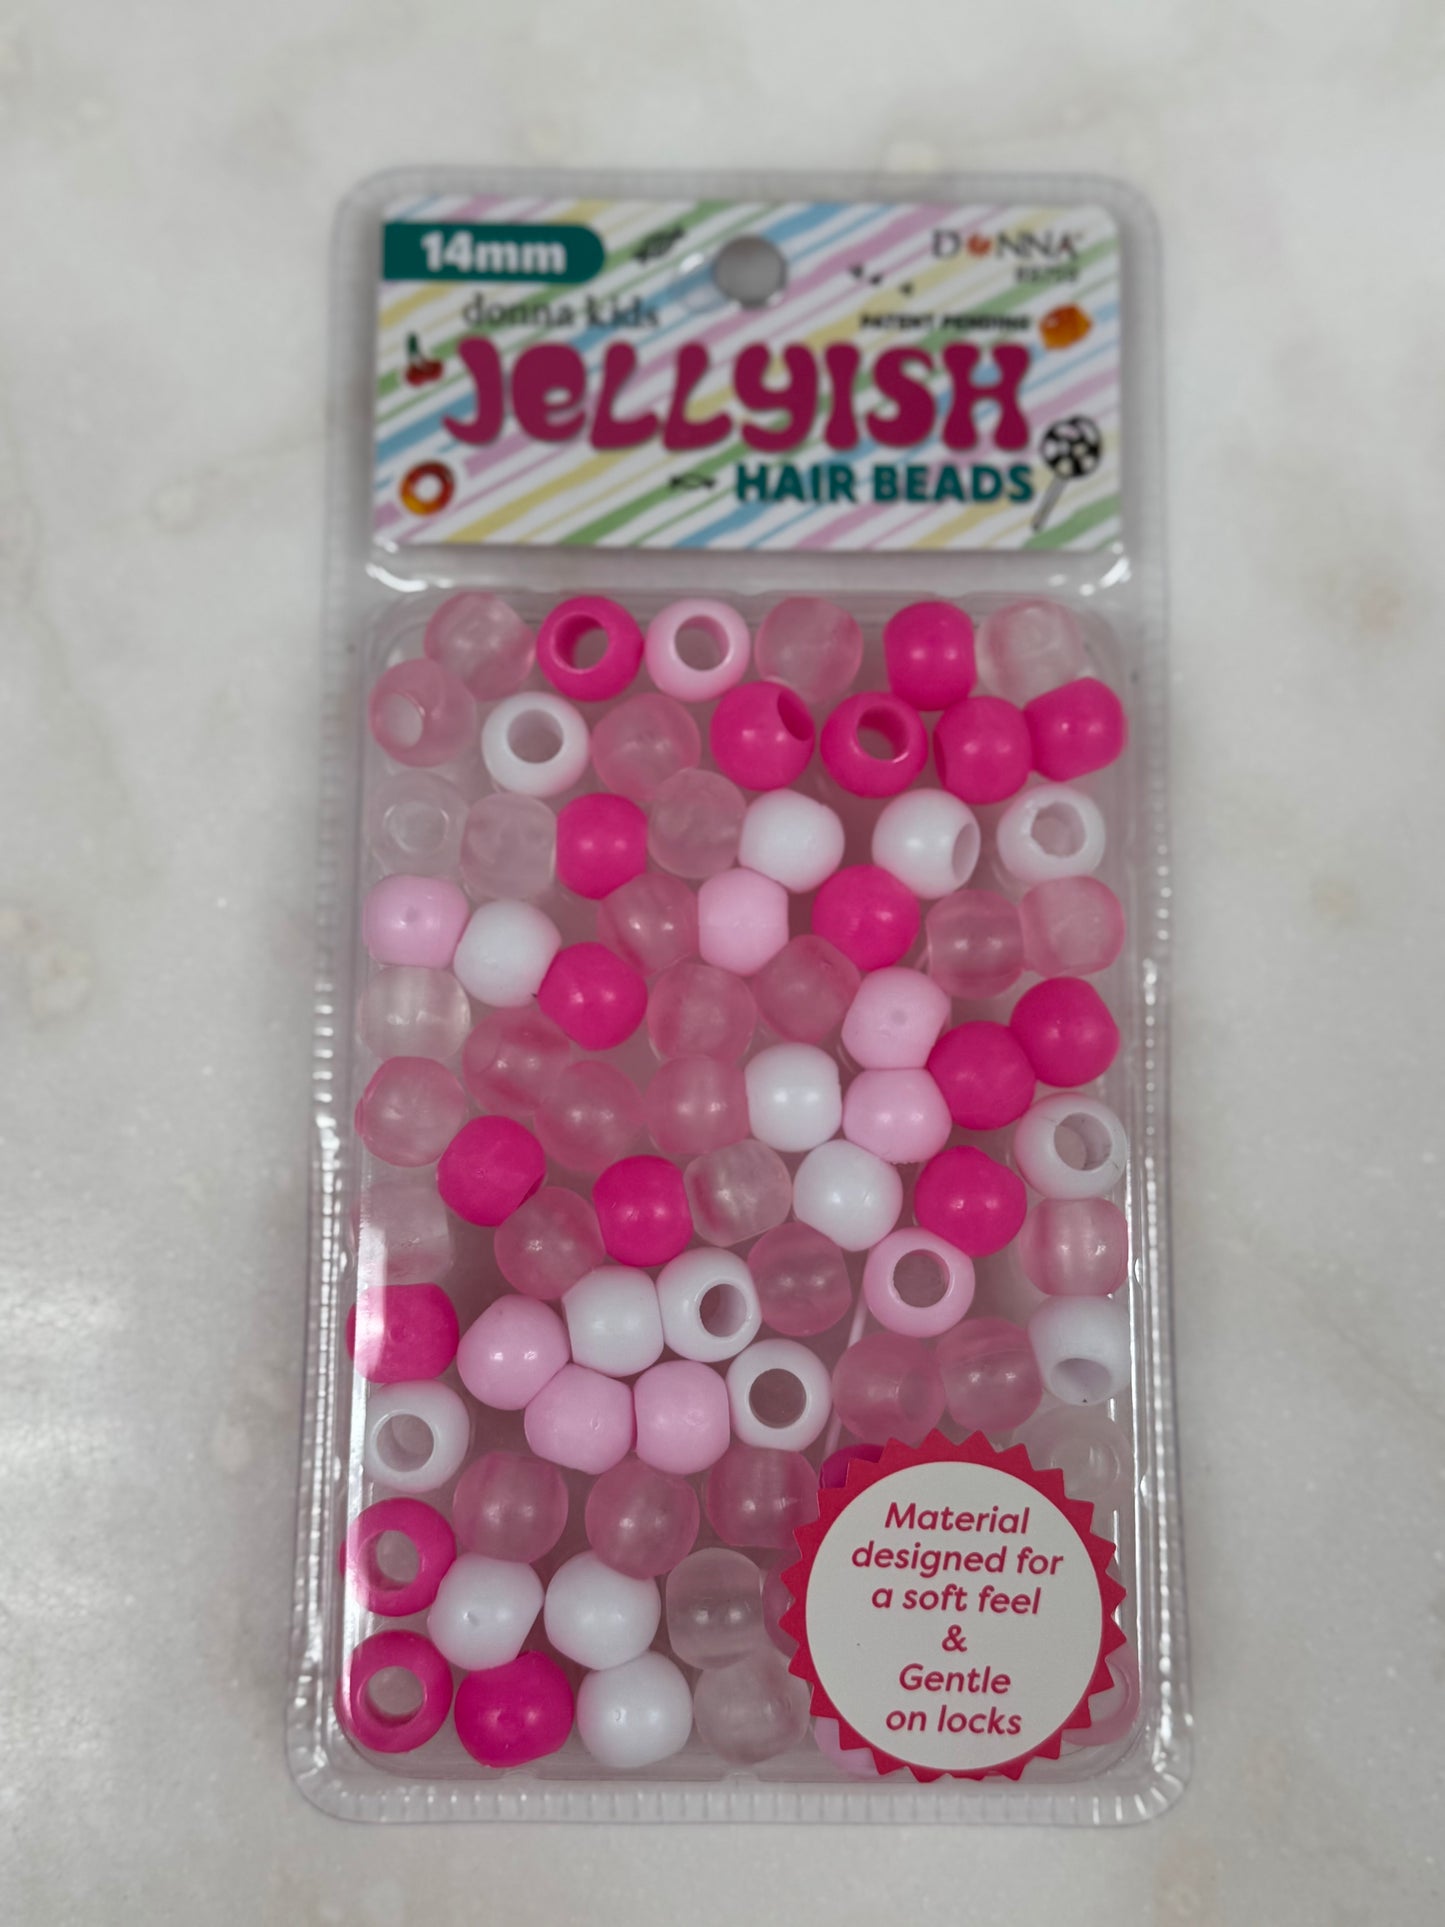 14mm
DONNA
donna kids
PATENT PENDING
JELLYISH
HAIR BEADS
Material
designed for
a soft feel
&
Gentle
on locks